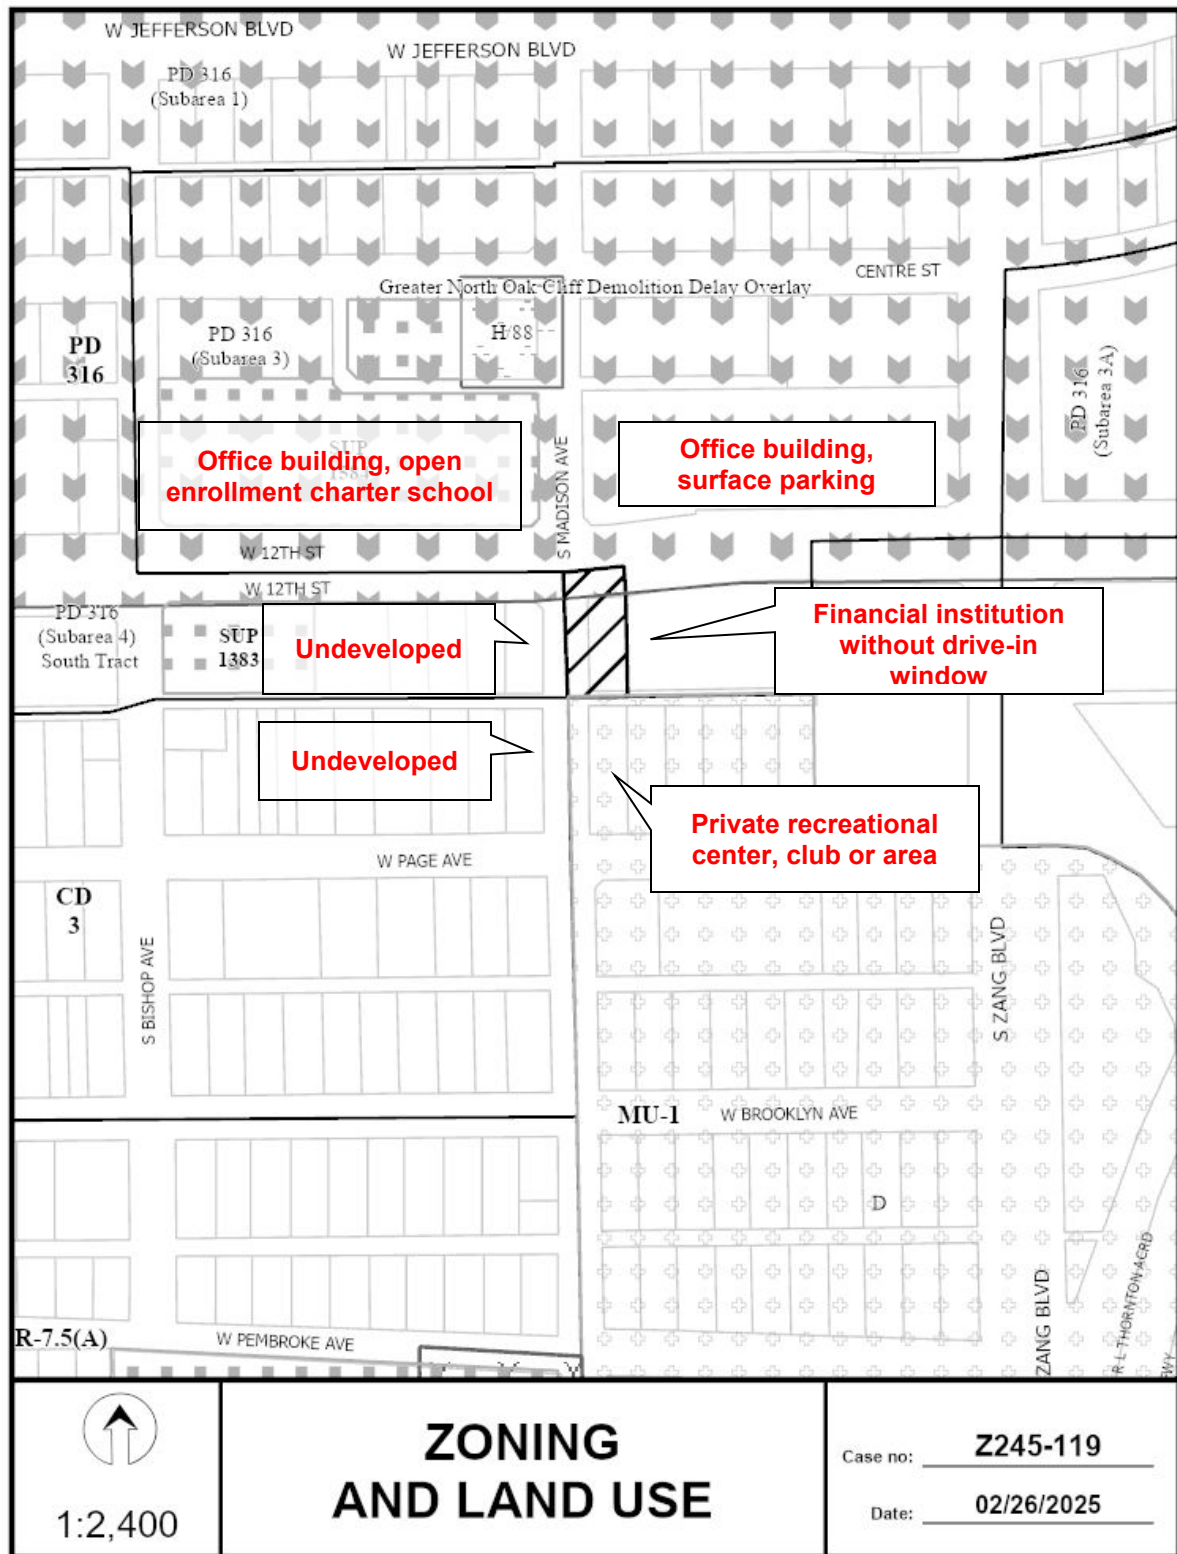 W JEFFERSON BLVD
W JEFFERSON BLVD
PD 316
(Subarea 1)
CENTRE ST
Greater North Oak Cliff Demolition Delay Overlay
H/88
PD 316
(Subarea 3)
PD
316
PD 316
(Subarea 3A)
SUP
Office building, open
enrollment charter school
Office building,
surface parking
S MADISON AVE
W 12TH ST
W 12TH ST
PD 316
(Subarea 4)
South Tract
SUP
1383
Undeveloped
Financial institution
without drive-in
window
Undeveloped
Private recreational
center, club or area
W PAGE AVE
CD
3
S BISHOP AVE
S ZANG BLVD
MU-1
W BROOKLYN AVE
D
ZANG BLVD
R L THORNTON ACRD
WY
R-7.5(A)
W PEMBROKE AVE
1:2,400
ZONING
AND LAND USE
Case no: Z245-119
Date: 02/26/2025